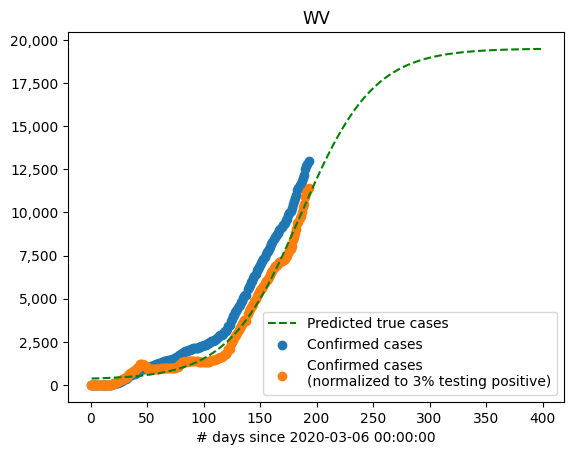 WV
20,000
17,500
15,000
12,500
10,000
7,500
5,000
2,500
0
Predicted true cases
Confirmed cases
Confirmed cases
(normalized to 3% testing positive)
0 50 100 150 200 250 300 350 400
# days since 2020-03-06 00:00:00